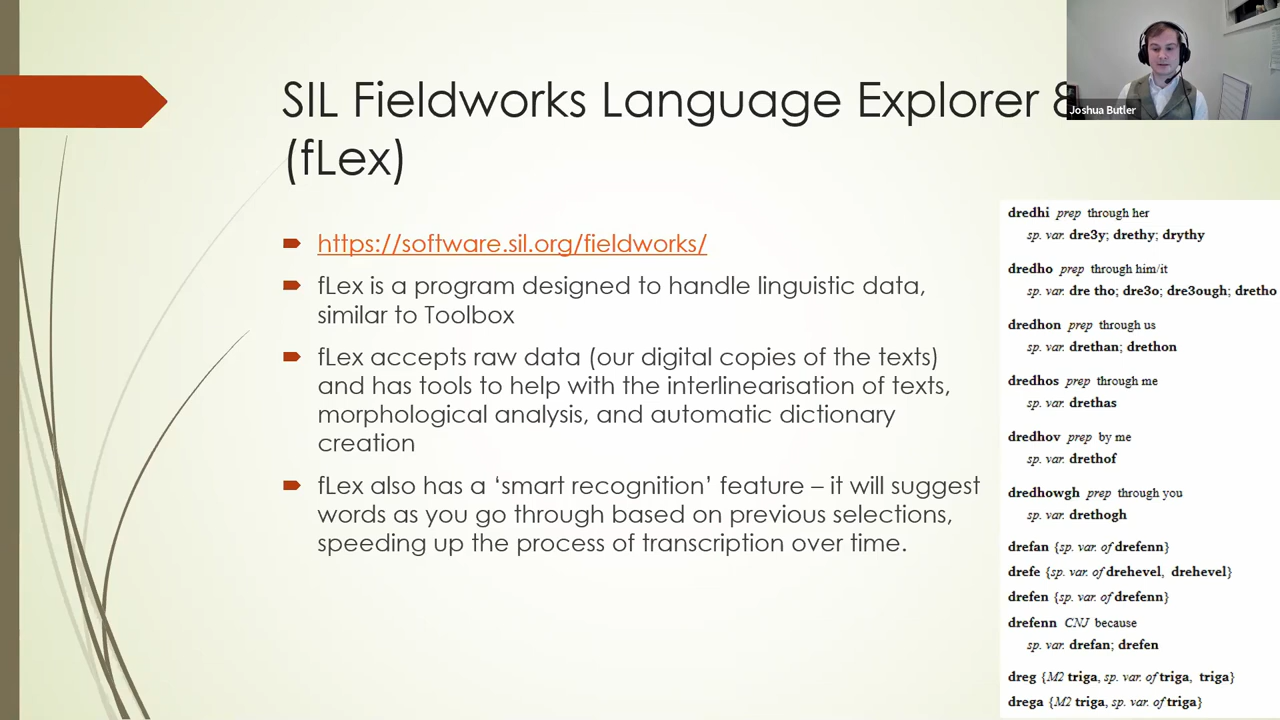 SIL Fieldworks Language Explorer 8
(fLex)
Joshua Butler
https://software.sil.org/fieldworks/
fLex is a program designed to handle linguistic data,
similar to Toolbox
fLex accepts raw data (our digital copies of the texts)
and has tools to help with the interlinearisation of texts,
morphological analysis, and automatic dictionary
creation
fLex also has a ‘smart recognition’ feature – it will suggest
words as you go through based on previous selections,
speeding up the process of transcription over time.
dredhi prep through her
sp. var. dre3y; drethy; drythy
dredho prep through him/it
sp. var. dre tho; dre3o; dre3ough; dretho
dredhon prep through us
sp. var. drethan; drethon
dredhos prep through me
sp. var. drethas
dredhov prep by me
sp. var. drethof
dredhowgh prep through you
sp. var. drethogh
drefan {sp. var. of drefenn}
drefe {sp. var. of drehevel, drehevel}
drefen {sp. var. of drefenn}
drefenn CNJ because
sp. var. drefan; drefen
dreg {M2 triga, sp. var. of triga, triga}
drega {M2 triga, sp. var. of triga}